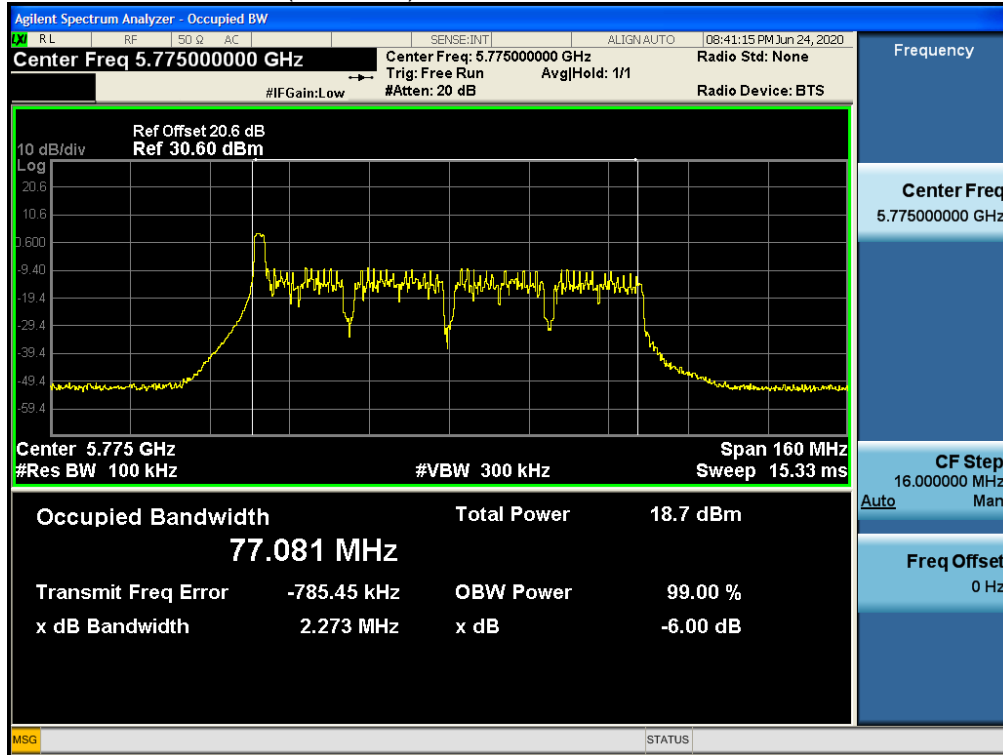 Agilent Spectrum Analyzer - Occupied BW
LXI RL RF 50 Ω AC SENSE:INT ALIGN AUTO 08:41:15 PM Jun 24, 2020
Center Freq 5.775000000 GHz
Center Freq: 5.775000000 GHz Radio Std: None
Trig: Free Run Avg|Hold: 1/1
#IFGain:Low #Atten: 20 dB Radio Device: BTS
Ref Offset 20.6 dB
10 dB/div Ref 30.60 dBm
Log
20.6
10.6
0.600
-9.40
-19.4
-29.4
-39.4
-49.4
-59.4
Center 5.775 GHz Span 160 MHz
#Res BW 100 kHz #VBW 300 kHz Sweep 15.33 ms
Occupied Bandwidth Total Power 18.7 dBm
77.081 MHz
Transmit Freq Error -785.45 kHz OBW Power 99.00 %
x dB Bandwidth 2.273 MHz x dB -6.00 dB
Frequency
Center Freq
5.775000000 GHz
CF Step
16.000000 MHz
Auto Man
Freq Offset
0 Hz
MSG STATUS